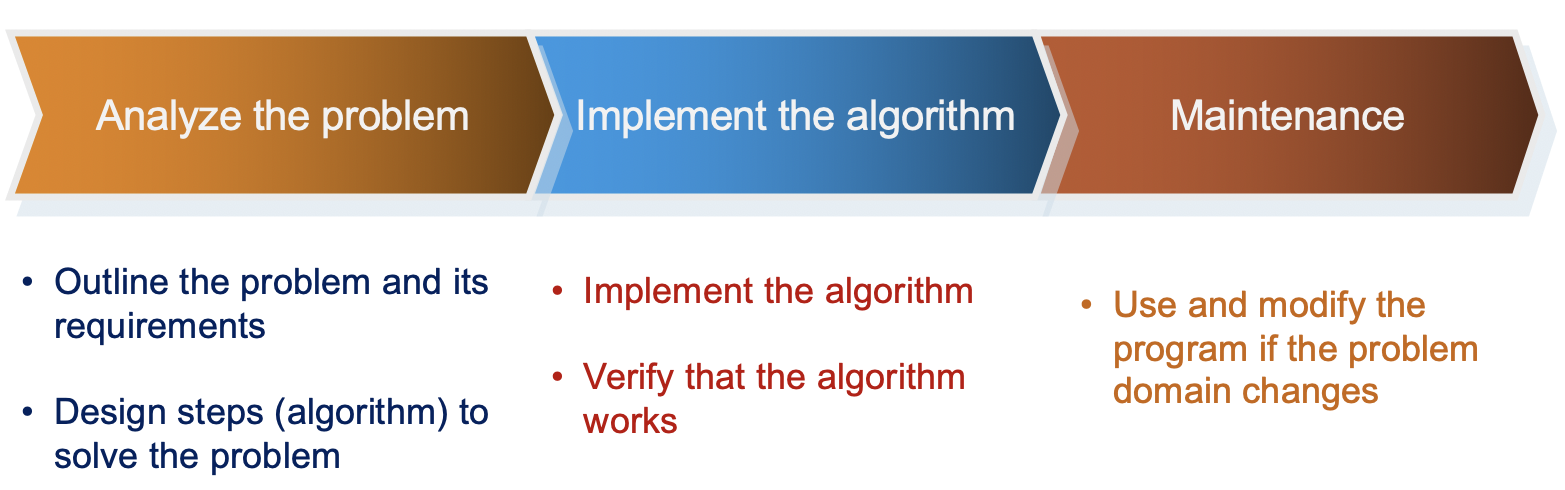 Analyze the problem
Implement the algorithm
Maintenance
• Outline the problem and its
requirements
• Design steps (algorithm) to
solve the problem
• Implement the algorithm
• Verify that the algorithm
works
• Use and modify the
program if the problem
domain changes